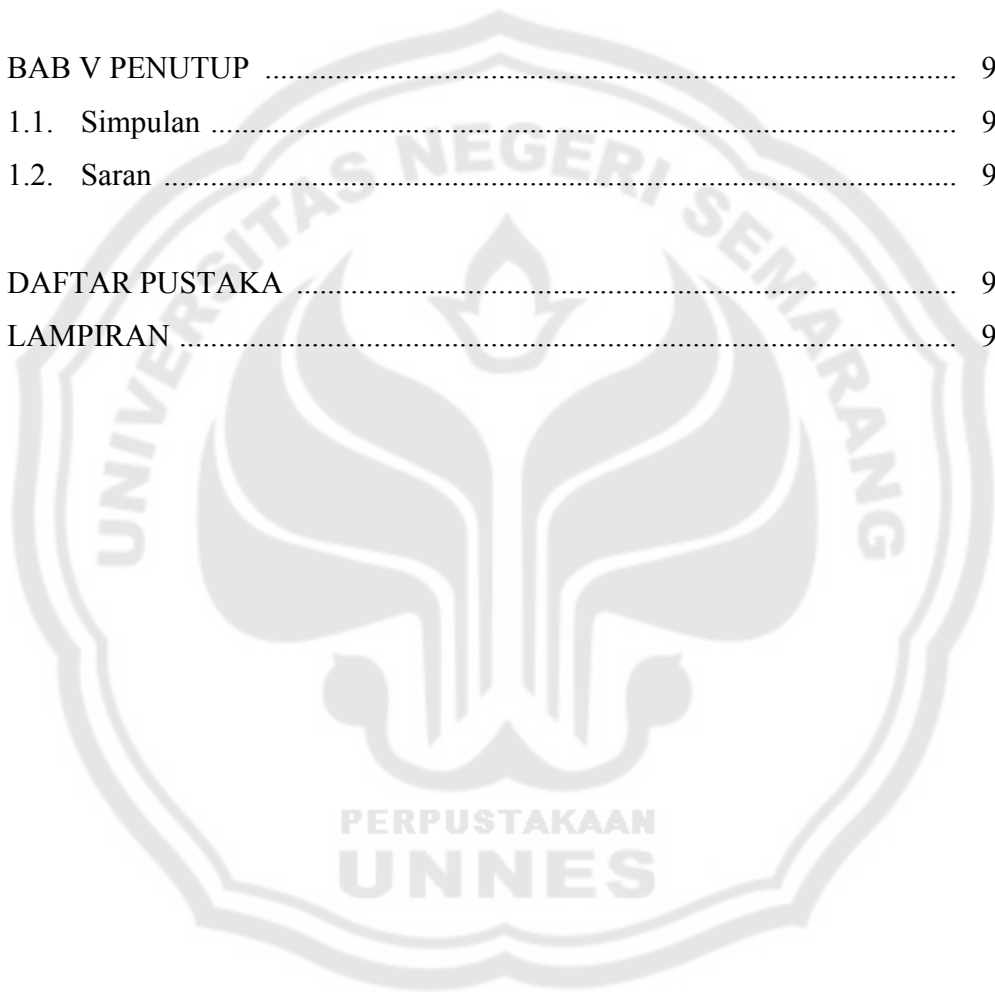 BAB V PENUTUP ........................................................................................................ 9
1.1. Simpulan ................................................................................................................ 9
1.2. Saran ....................................................................................................................... 9
DAFTAR PUSTAKA ................................................................................................... 9
LAMPIRAN .................................................................................................................... 9
UNIVERSITAS NEGERI SEMARANG
PERPUSTAKAAN
UNNES